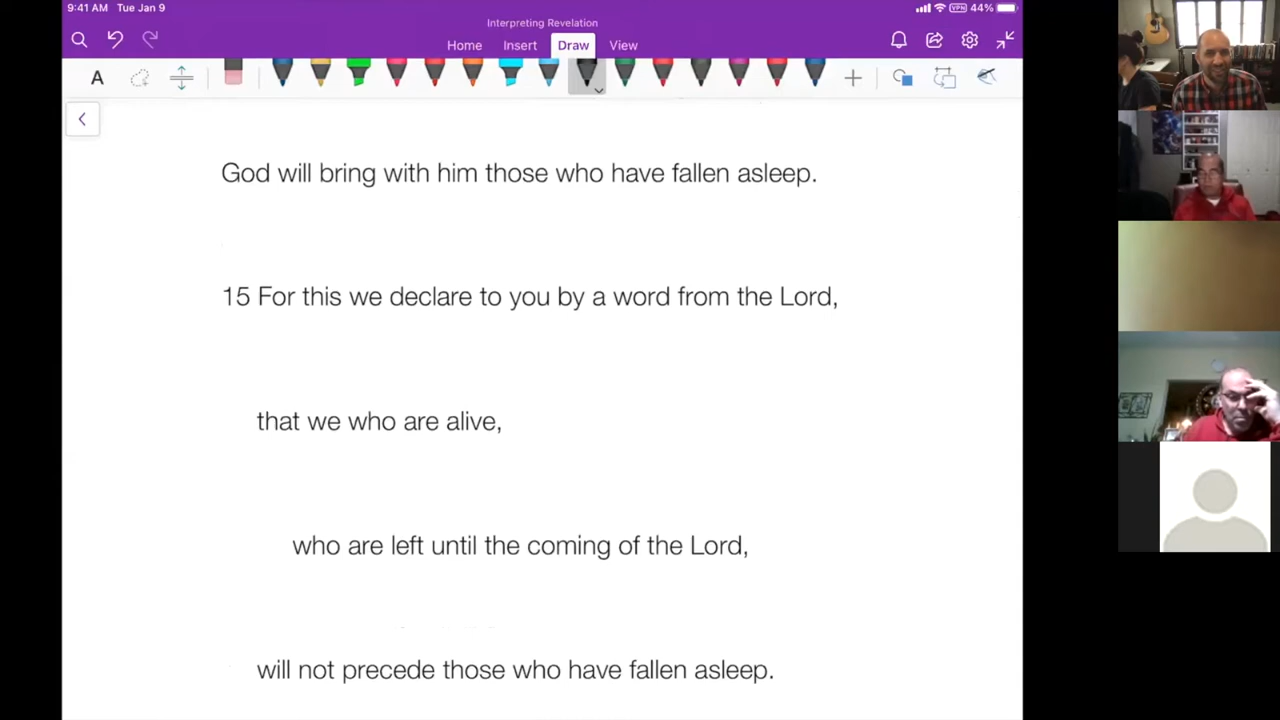 9:41 AM Tue Jan 9
VPN 44%
Interpreting Revelation
Home Insert Draw View
A
God will bring with him those who have fallen asleep.
15 For this we declare to you by a word from the Lord,
that we who are alive,
who are left until the coming of the Lord,
will not precede those who have fallen asleep.